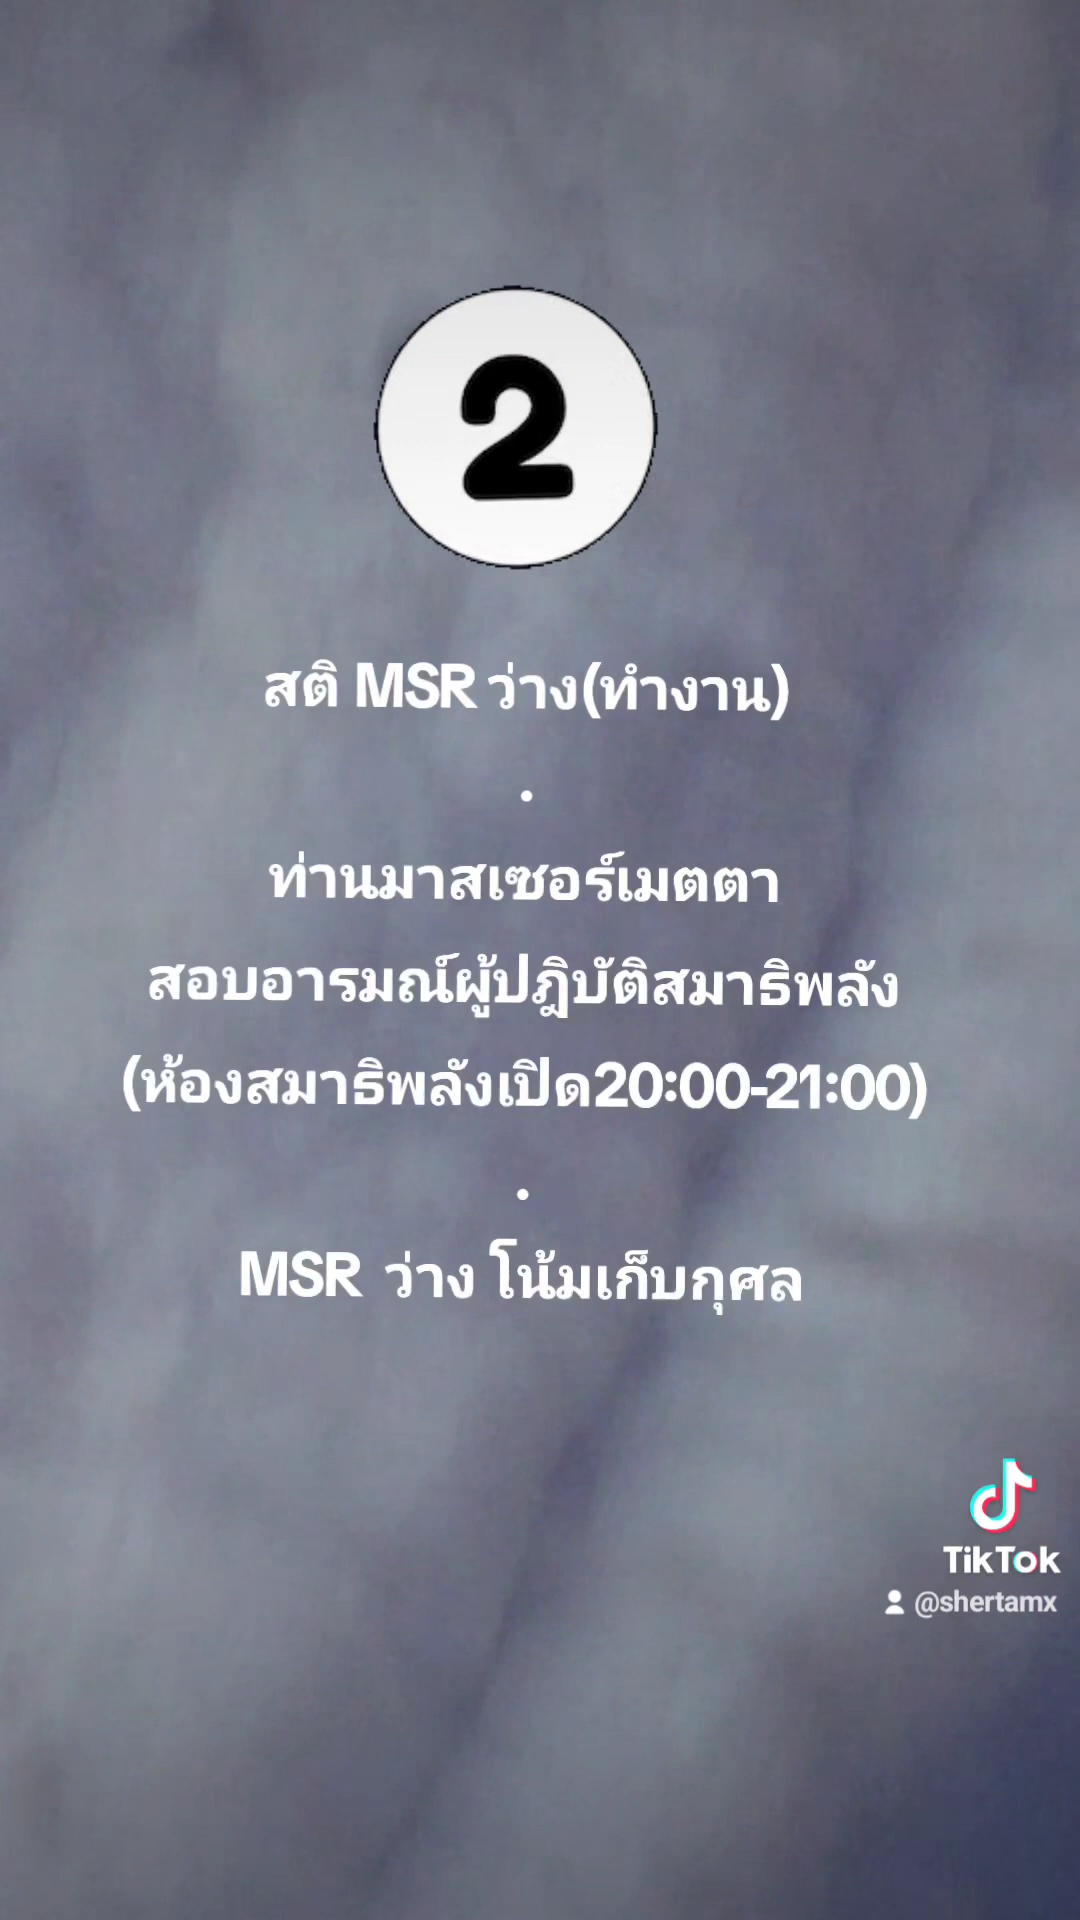 2
สติ MSR ว่าง(ทำงาน)
.
ท่านมาสเซอร์เมตตา
สอบอารมณ์ผู้ปฎิบัติสมาธิพลัง
(ห้องสมาธิพลังเปิด20:00-21:00)
.
MSR ว่าง โน้มเก็บกุศล
TikTok
@shertamx